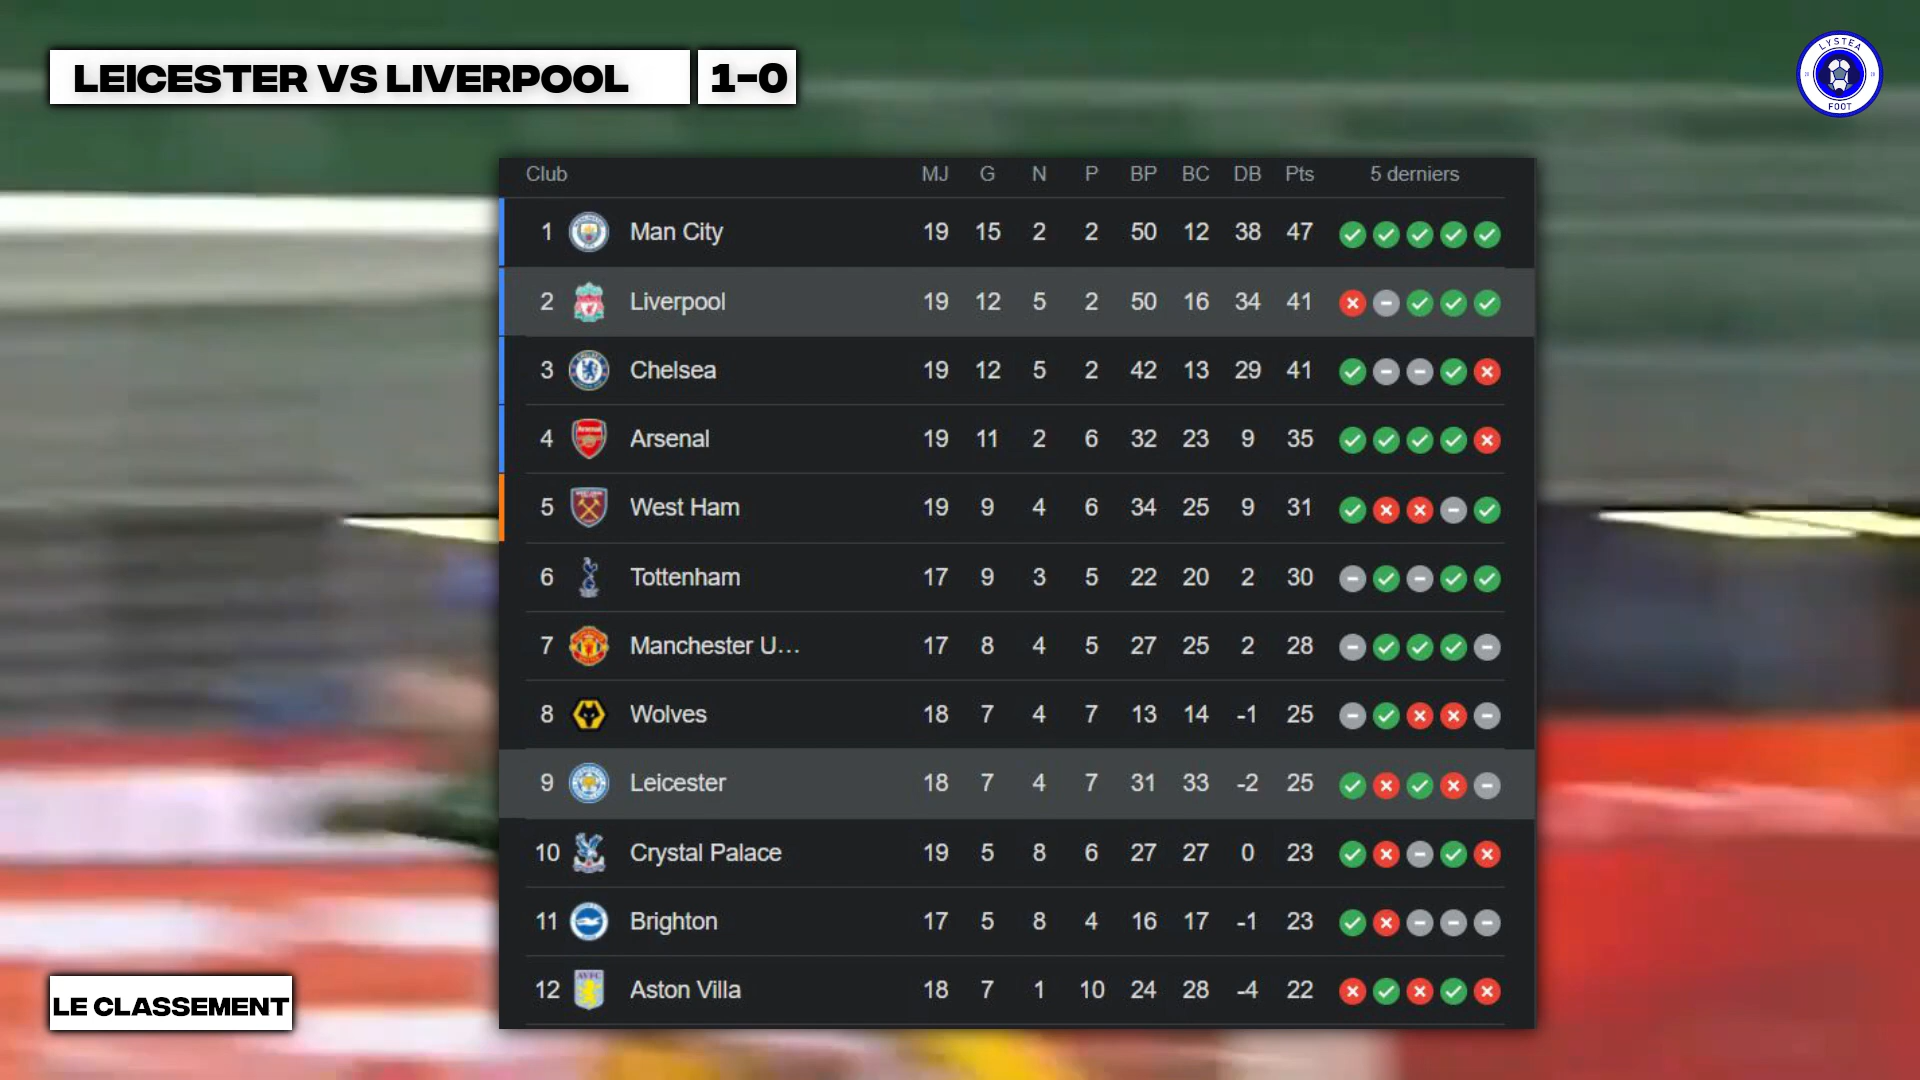 LEICESTER VS LIVERPOOL 1-0
LYSTEA
FOOT
Club MJ G N P BP BC DB Pts 5 derniers
1 Man City 19 15 2 2 50 12 38 47
2 Liverpool 19 12 5 2 50 16 34 41
3 Chelsea 19 12 5 2 42 13 29 41
4 Arsenal 19 11 2 6 32 23 9 35
5 West Ham 19 9 4 6 34 25 9 31
6 Tottenham 17 9 3 5 22 20 2 30
7 Manchester U... 17 8 4 5 27 25 2 28
8 Wolves 18 7 4 7 13 14 -1 25
9 Leicester 18 7 4 7 31 33 -2 25
10 Crystal Palace 19 5 8 6 27 27 0 23
11 Brighton 17 5 8 4 16 17 -1 23
12 Aston Villa 18 7 1 10 24 28 -4 22
LE CLASSEMENT